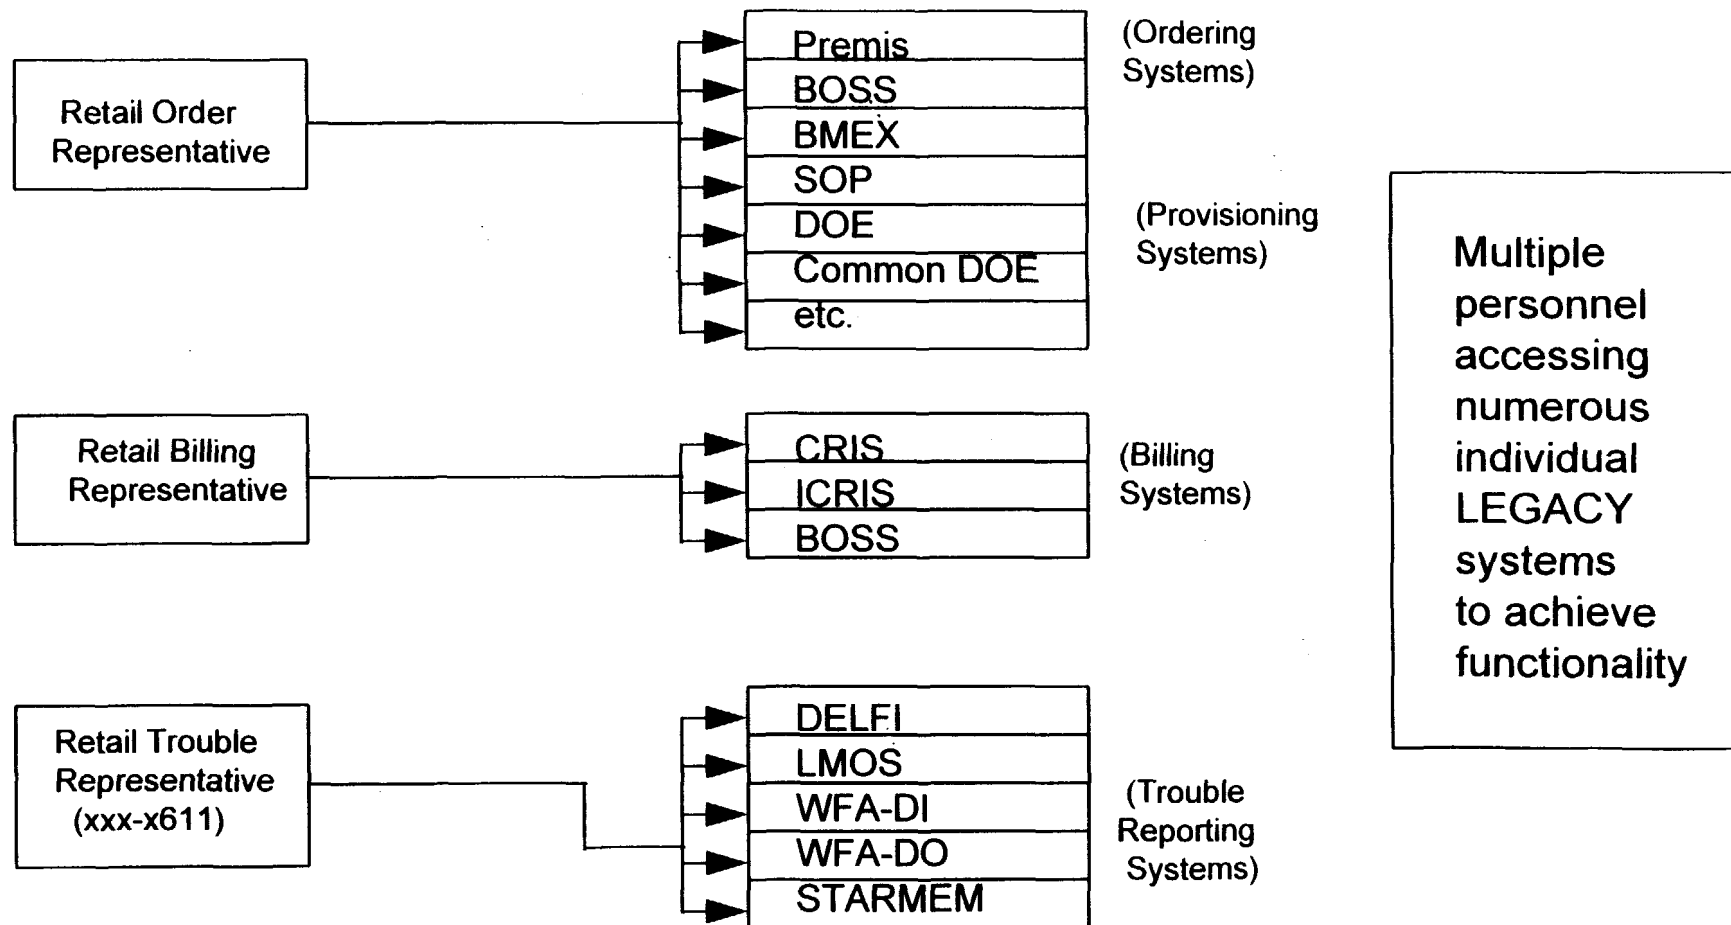 Retail Order
Representative
Premis
BOSS
BMEX
SOP
DOE
Common DOE
etc.
(Ordering
Systems)
(Provisioning
Systems)
Retail Billing
Representative
CRIS
ICRIS
BOSS
(Billing
Systems)
Retail Trouble
Representative
(xxx-x611)
DELFI
LMOS
WFA-DI
WFA-DO
STARMEM
(Trouble
Reporting
Systems)
Multiple
personnel
accessing
numerous
individual
LEGACY
systems
to achieve
functionality